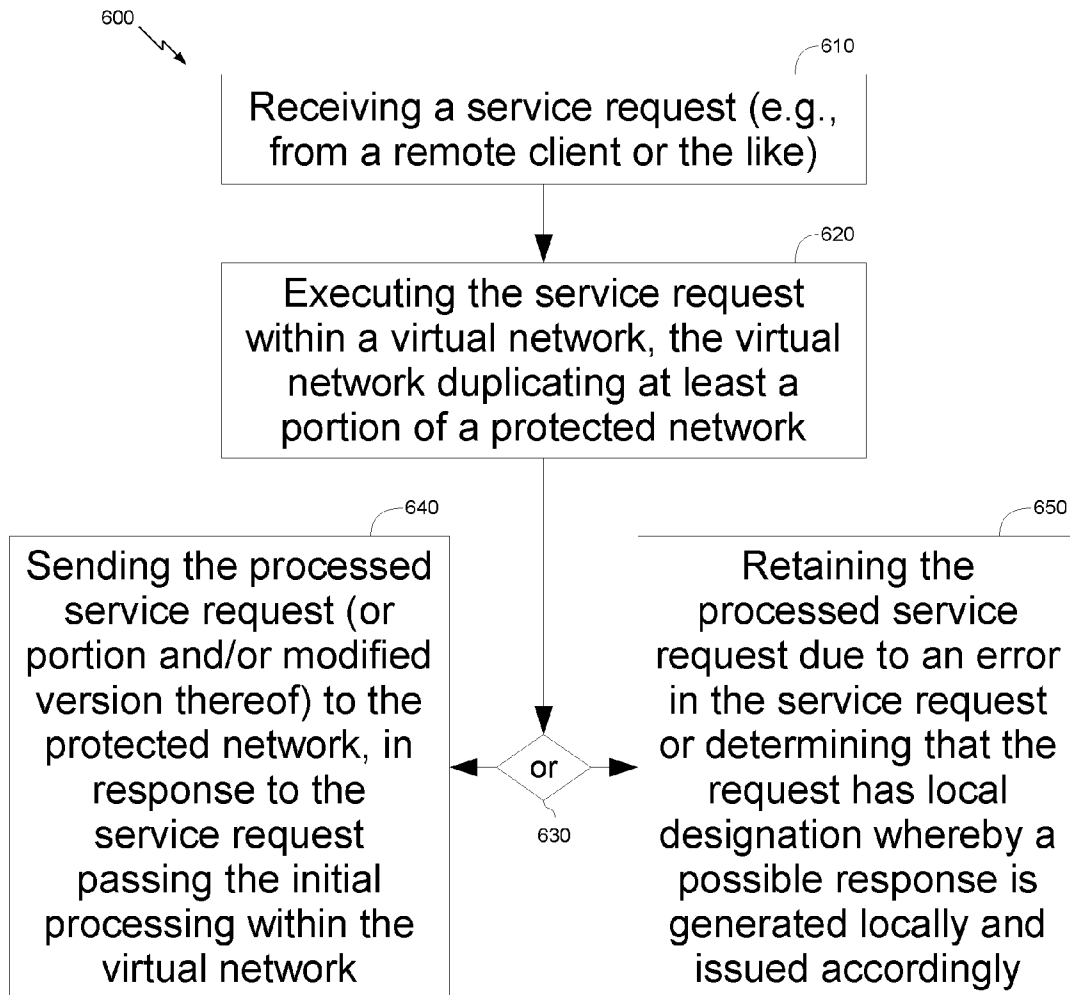 600
610
Receiving a service request (e.g.,
from a remote client or the like)
620
Executing the service request
within a virtual network, the virtual
network duplicating at least a
portion of a protected network
640
Sending the processed
service request (or
portion and/or modified
version thereof) to the
protected network, in
response to the
service request
passing the initial
processing within the
virtual network
or
630
650
Retaining the
processed service
request due to an error
in the service request
or determining that the
request has local
designation whereby a
possible response is
generated locally and
issued accordingly